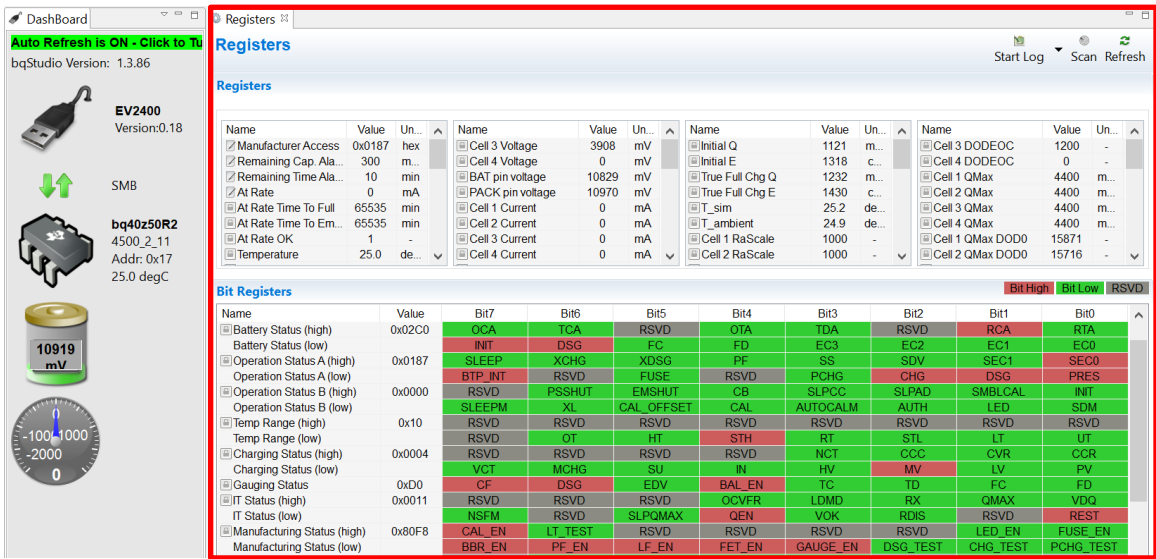 DashBoard
Auto Refresh is ON - Click to Tu
bqStudio Version: 1.3.86
EV2400
Version:0.18
SMB
bq40z50R2
4500_2_11
Addr: 0x17
25.0 degC
10919
mV
0
-100 1000
-2000
0
Registers
Registers
Start Log Scan Refresh
Registers
Name Value Un... Name Value Un... Name Value Un... Name Value Un...
Manufacturer Access 0x0187 hex Cell 3 Voltage 3908 mV Initial Q 1121 m... Cell 3 DODEOC 1200 -
Remaining Cap. Ala... 300 m... Cell 4 Voltage 0 mV Initial E 1318 c... Cell 4 DODEOC 0 -
Remaining Time Ala... 10 min BAT pin voltage 10829 mV True Full Chg Q 1232 m... Cell 1 QMax 4400 m...
At Rate 0 mA PACK pin voltage 10970 mV True Full Chg E 1430 c... Cell 2 QMax 4400 m...
At Rate Time To Full 65535 min Cell 1 Current 0 mA T_sim 25.2 de... Cell 3 QMax 4400 m...
At Rate Time To Em... 65535 min Cell 2 Current 0 mA T_ambient 24.9 de... Cell 4 QMax 4400 m...
At Rate OK 1 - Cell 3 Current 0 mA Cell 1 RaScale 1000 - Cell 1 QMax DOD0 15871 -
Temperature 25.0 de... Cell 4 Current 0 mA Cell 2 RaScale 1000 - Cell 2 QMax DOD0 15716 -
Bit Registers Bit High Bit Low RSVD
Name Value Bit7 Bit6 Bit5 Bit4 Bit3 Bit2 Bit1 Bit0
Battery Status (high) 0x02C0 OCA TCA RSVD OTA TDA RSVD RCA RTA
Battery Status (low) INIT DSG FC FD EC3 EC2 EC1 EC0
Operation Status A (high) 0x0187 SLEEP XCHG XDSG PF SS SDV SEC1 SEC0
Operation Status A (low) BTP_INT RSVD FUSE RSVD PCHG CHG DSG PRES
Operation Status B (high) 0x0000 RSVD PSSHUT EMSHUT CB SLPCC SLPAD SMBLCAL INIT
Operation Status B (low) SLEEPM XL CAL_OFFSET CAL AUTOCALM AUTH LED SDM
Temp Range (high) 0x10 RSVD RSVD RSVD RSVD RSVD RSVD RSVD RSVD
Temp Range (low) RSVD OT HT STH RT STL LT UT
Charging Status (high) 0x0004 RSVD RSVD RSVD RSVD NCT CCC CVR CCR
Charging Status (low) VCT MCHG SU IN HV MV LV PV
Gauging Status 0xD0 CF DSG EDV BAL_EN TC TD FC FD
IT Status (high) 0x0011 RSVD RSVD RSVD OCVFR LDMD RX QMAX VDQ
IT Status (low) NSFM RSVD SLPQMAX QEN VOK RDIS RSVD REST
Manufacturing Status (high) 0x80F8 CAL_EN LT_TEST RSVD RSVD RSVD RSVD LED_EN FUSE_EN
Manufacturing Status (low) BBR_EN PF_EN LF_EN FET_EN GAUGE_EN DSG_TEST CHG_TEST PCHG_TEST